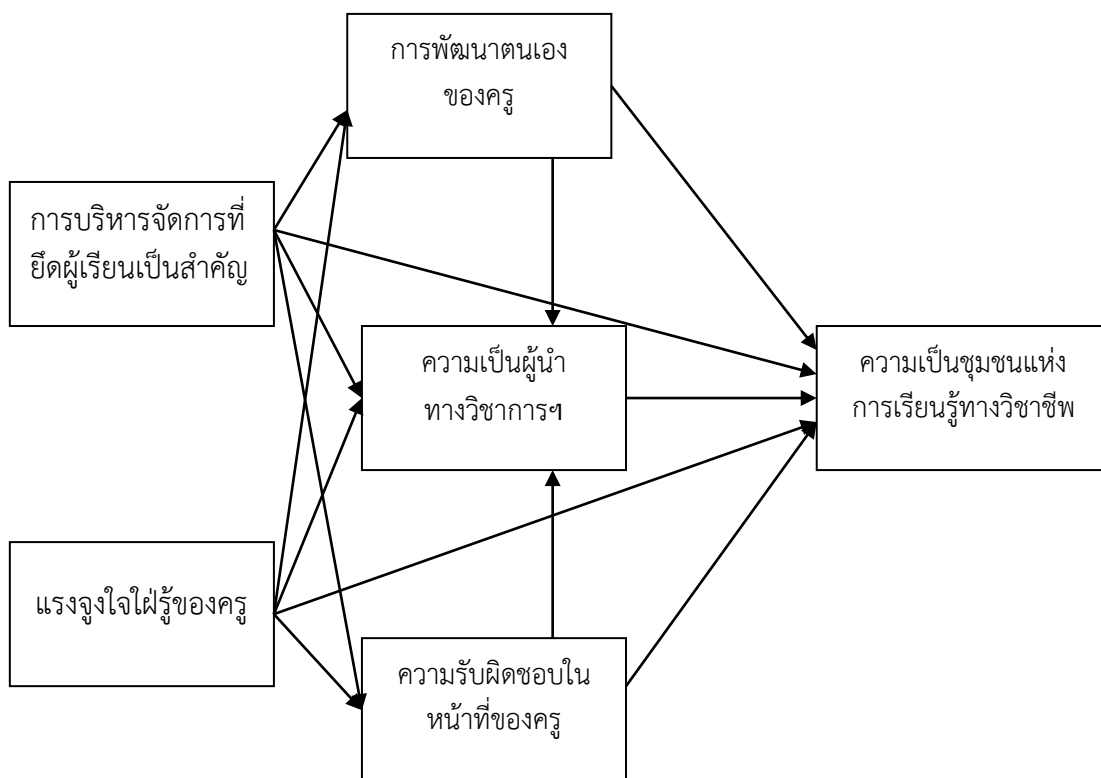 การพัฒนาตนเอง
ของครู
การบริหารจัดการที่
ยึดผู้เรียนเป็นสำคัญ
ความเป็นผู้นำ
ทางวิชาการฯ
ความเป็นชุมชนแห่ง
การเรียนรู้ทางวิชาชีพ
แรงจูงใจใฝ่รู้ของครู
ความรับผิดชอบใน
หน้าที่ของครู